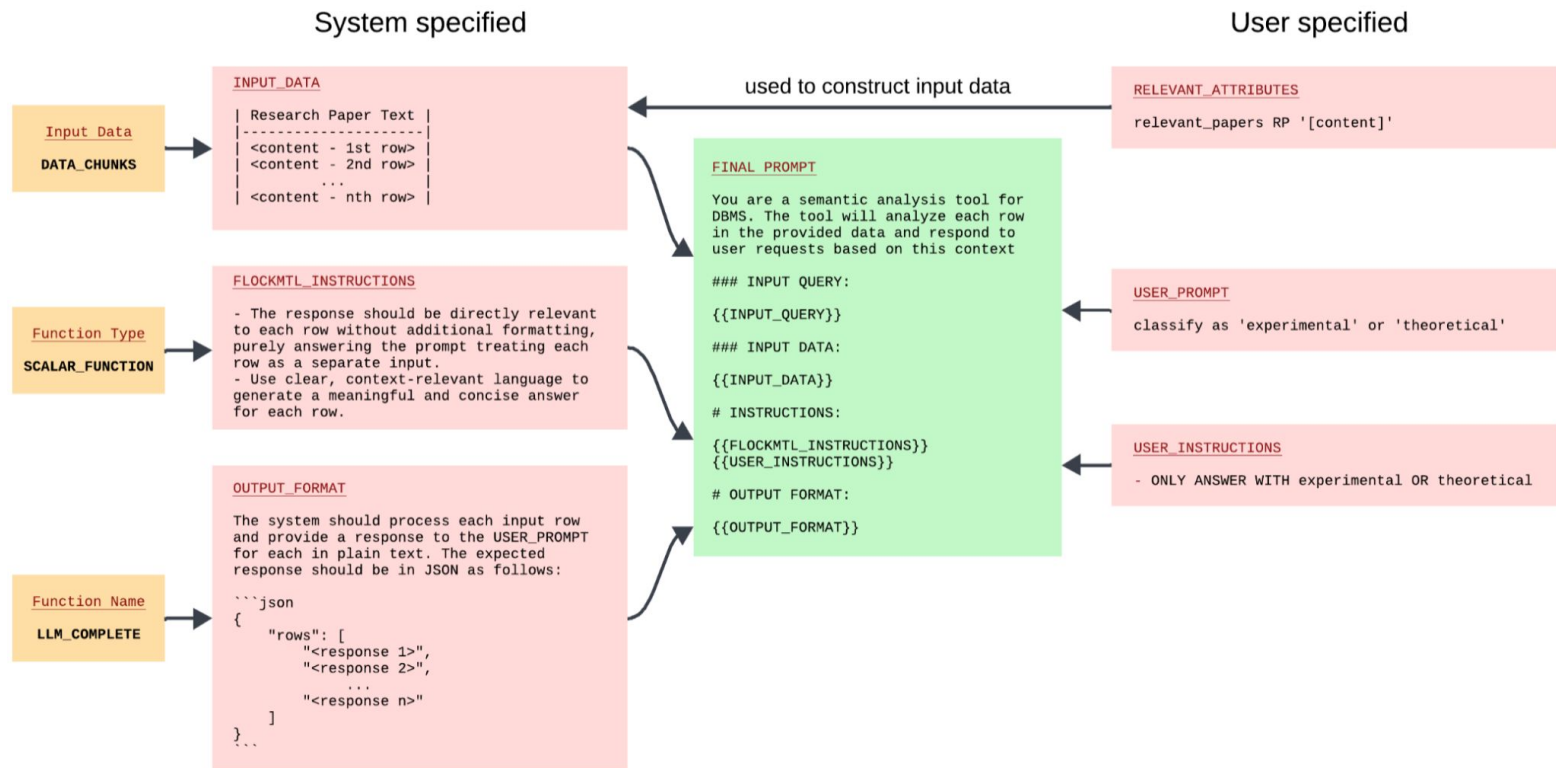 System specified
User specified
Input Data
DATA_CHUNKS
INPUT_DATA
| Research Paper Text |
|---------------------|
| <content - 1st row> |
| <content - 2nd row> |
|         ...         |
| <content - nth row> |
used to construct input data
RELEVANT_ATTRIBUTES
relevant_papers RP '[content]'
Function Type
SCALAR_FUNCTION
FLOCKMTL_INSTRUCTIONS
- The response should be directly relevant
to each row without additional formatting,
purely answering the prompt treating each
row as a separate input.
- Use clear, context-relevant language to
generate a meaningful and concise answer
for each row.
Function Name
LLM_COMPLETE
OUTPUT_FORMAT
The system should process each input row
and provide a response to the USER_PROMPT
for each in plain text. The expected
response should be in JSON as follows:
```json
{
    "rows": [
        "<response 1>",
        "<response 2>",
             ...
        "<response n>"
    ]
}
```
FINAL PROMPT
You are a semantic analysis tool for
DBMS. The tool will analyze each row
in the provided data and respond to
user requests based on this context
### INPUT QUERY:
{{INPUT_QUERY}}
### INPUT DATA:
{{INPUT_DATA}}
# INSTRUCTIONS:
{{FLOCKMTL_INSTRUCTIONS}}
{{USER_INSTRUCTIONS}}
# OUTPUT FORMAT:
{{OUTPUT_FORMAT}}
USER_PROMPT
classify as 'experimental' or 'theoretical'
USER_INSTRUCTIONS
- ONLY ANSWER WITH experimental OR theoretical